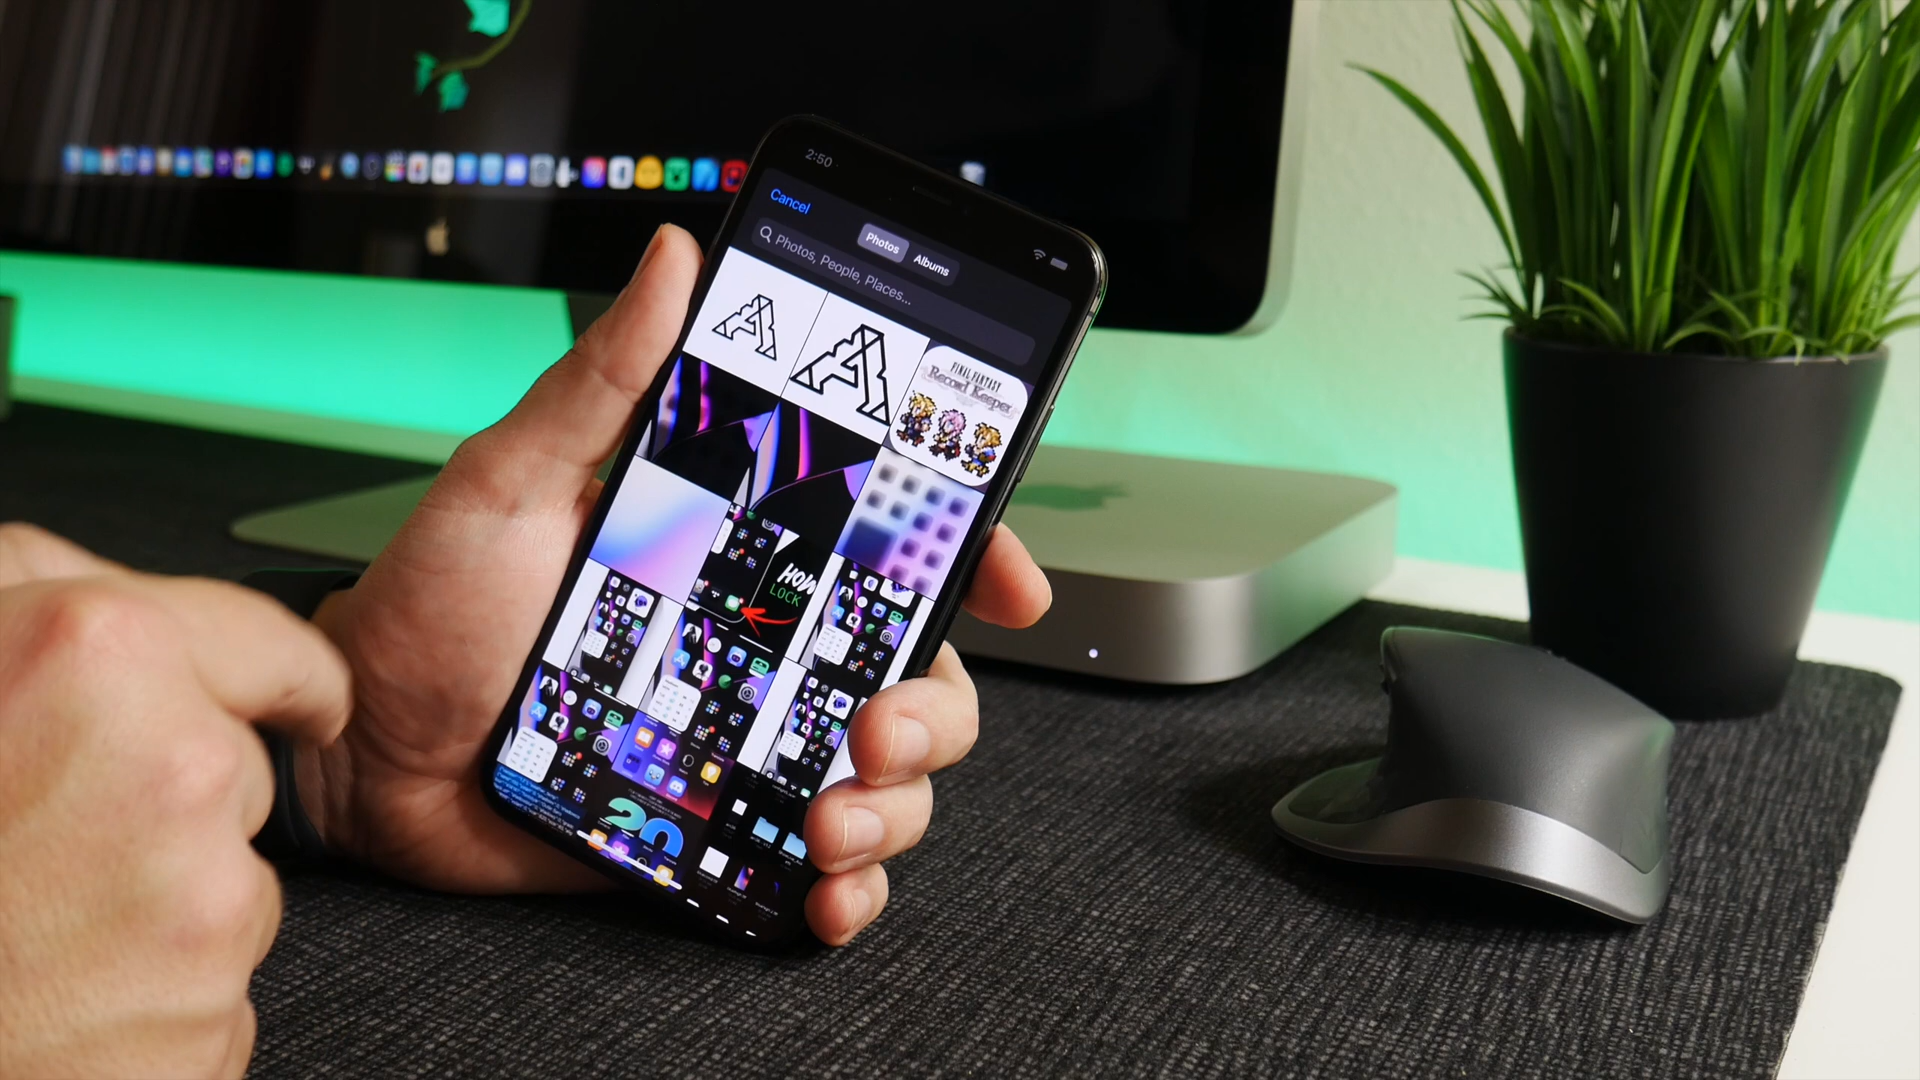 2:50
Cancel
Photos
Albums
Photos, People, Places...
FINAL FANTASY
Record Keeper
HOW
LOCK
20